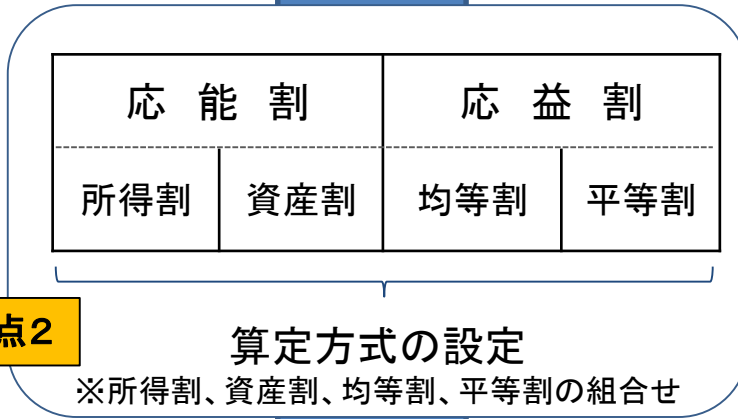 応能割 応益割
所得割 資産割 均等割 平等割
点2
算定方式の設定
※所得割、資産割、均等割、平等割の組合せ